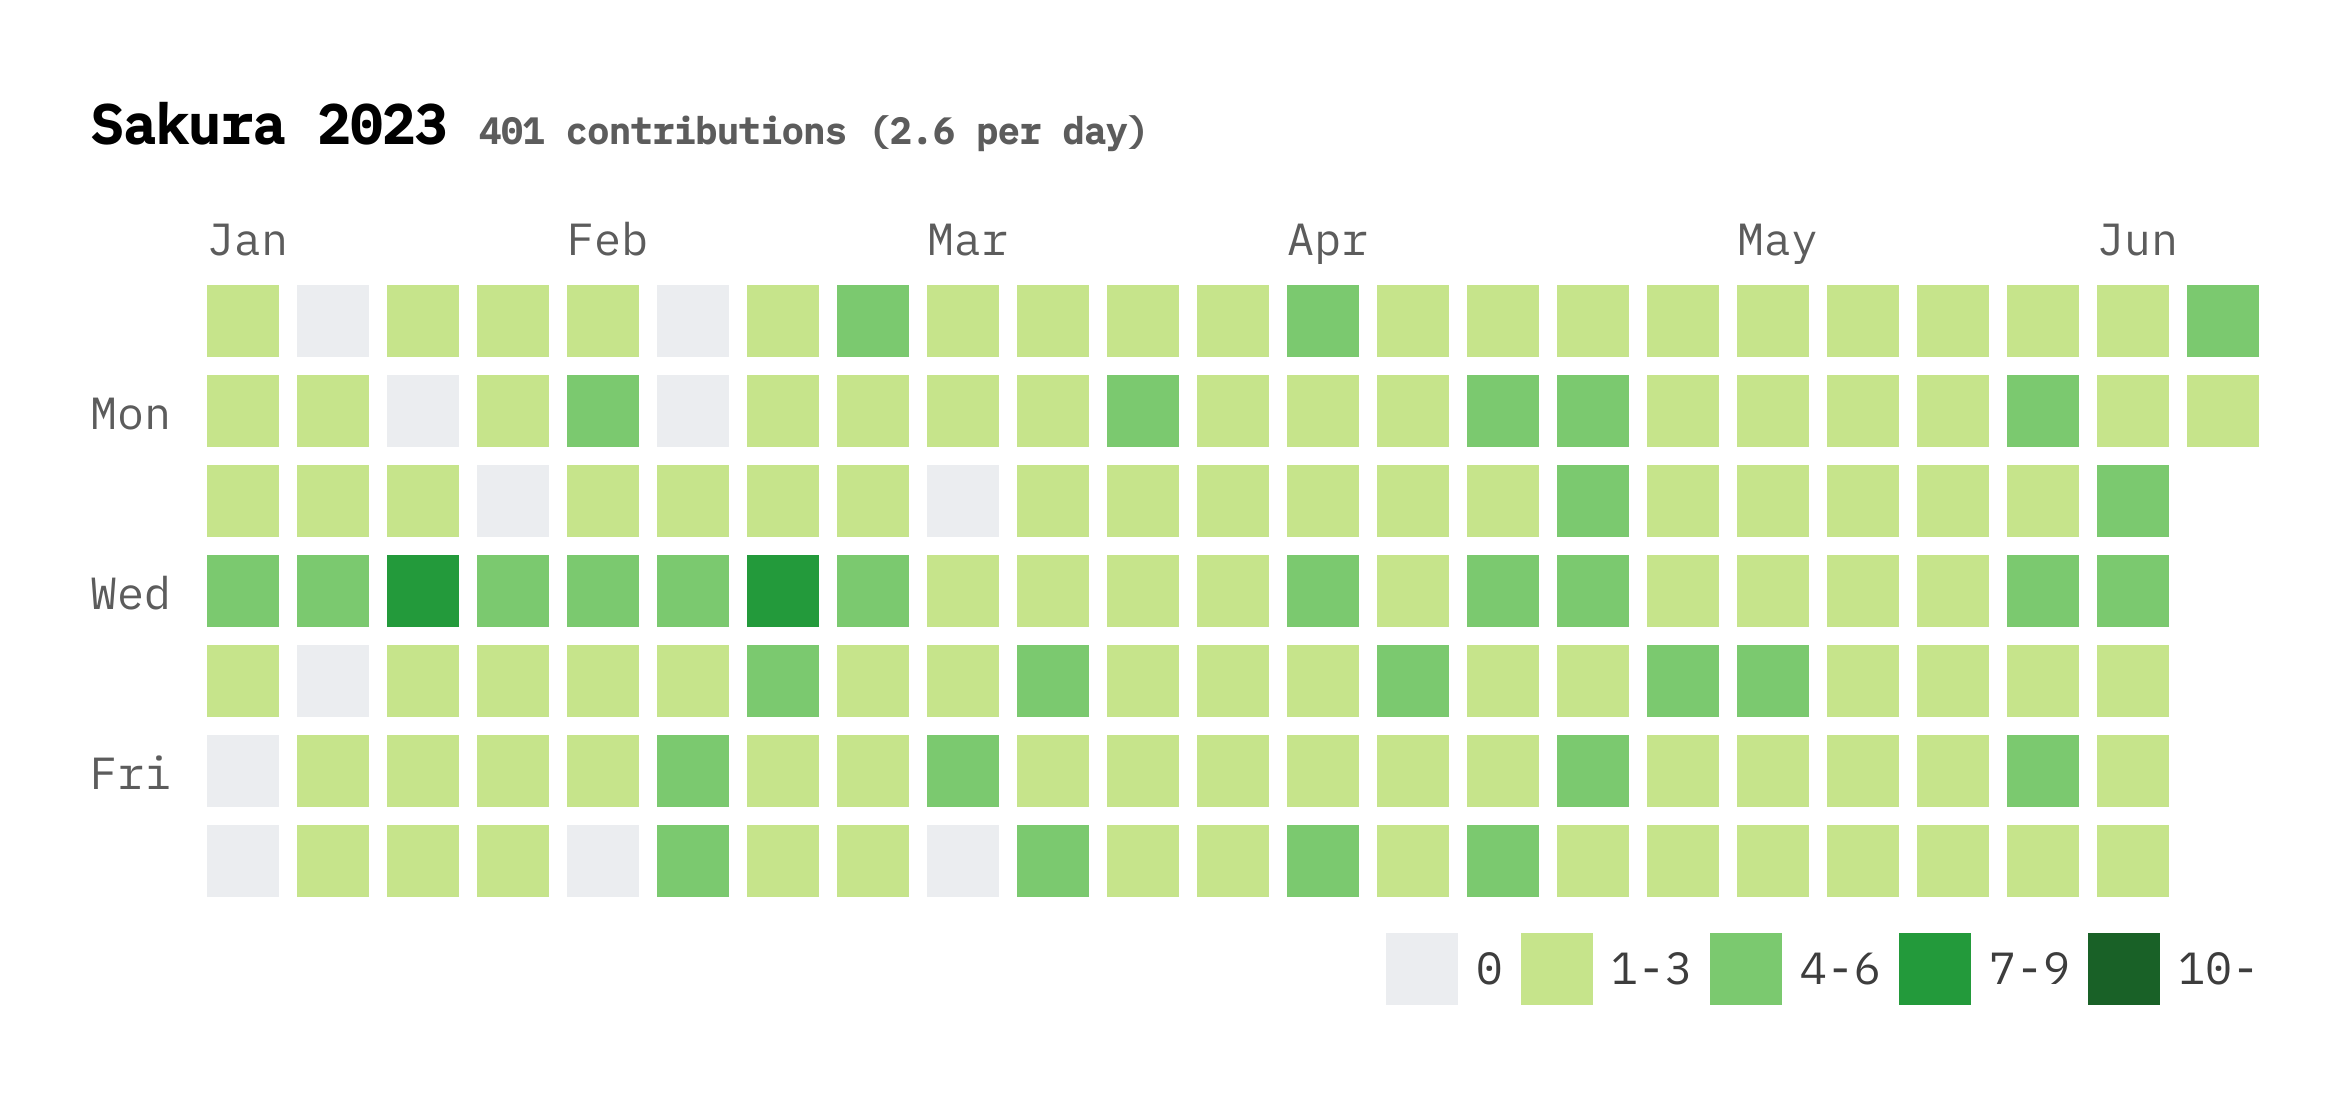 Sakura 2023 401 contributions (2.6 per day)
Jan Feb Mar Apr May Jun
Mon
Wed
Fri
0 1-3 4-6 7-9 10-